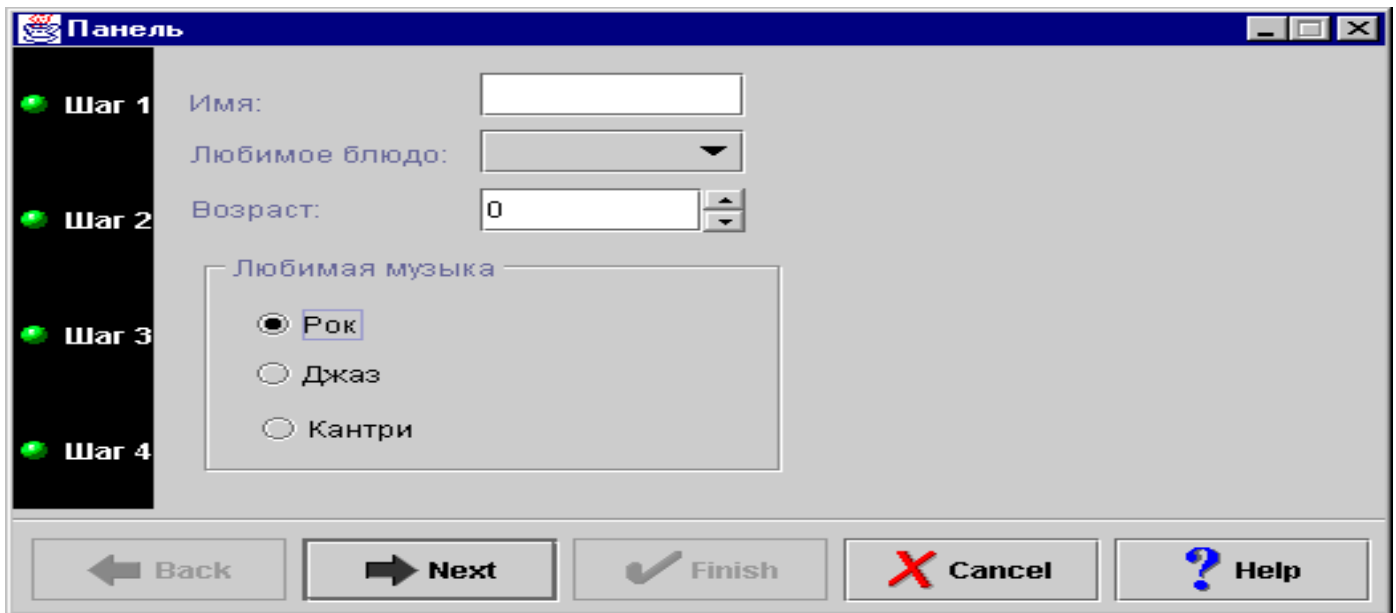 Панель
Шаг 1
Шаг 2
Шаг 3
Шаг 4
Имя:
Любимое блюдо:
Возраст: 0
Любимая музыка
Рок
Джаз
Кантри
Back Next Finish Cancel Help